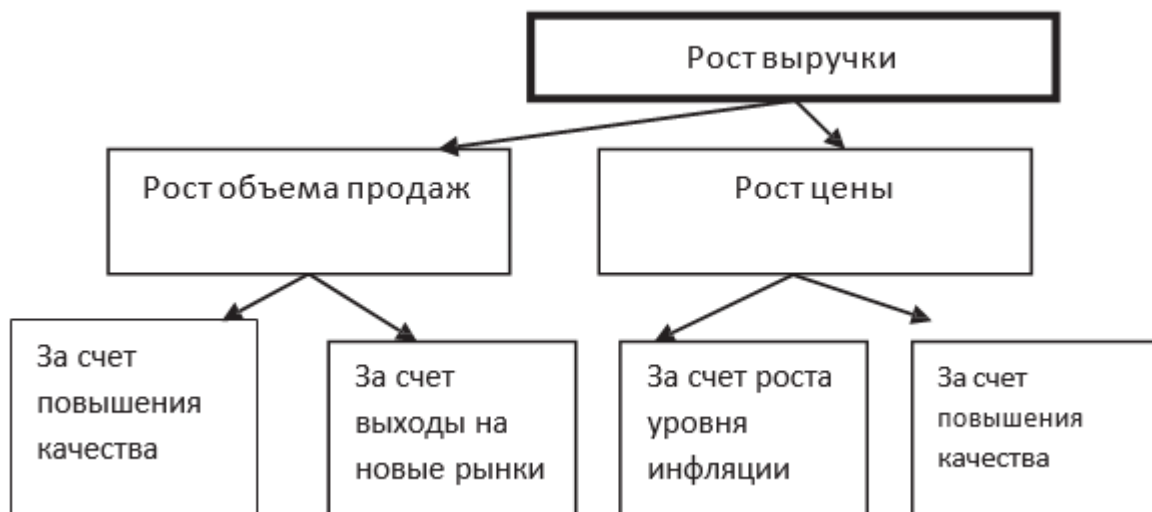 Рост выручки
Рост объема продаж
Рост цены
За счет
повышения
качества
За счет
выходы на
новые рынки
За счет роста
уровня
инфляции
За счет
повышения
качества